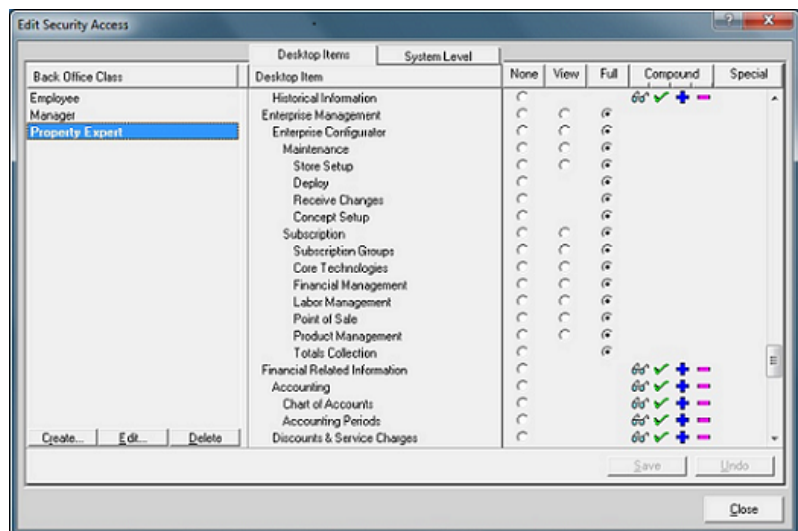 Edit Security Access
Desktop Items System Level
Back Office Class Desktop Item None View Full Compound Special
Employee Historical Information
Manager Enterprise Management
Property Expert Enterprise Configurator
Maintenance
Store Setup
Deploy
Receive Changes
Concept Setup
Subscription
Subscription Groups
Core Technologies
Financial Management
Labor Management
Point of Sale
Product Management
Totals Collection
Financial Related Information
Accounting
Chart of Accounts
Accounting Periods
Create... Edit... Delete Discounts & Service Charges
Save Undo
Close